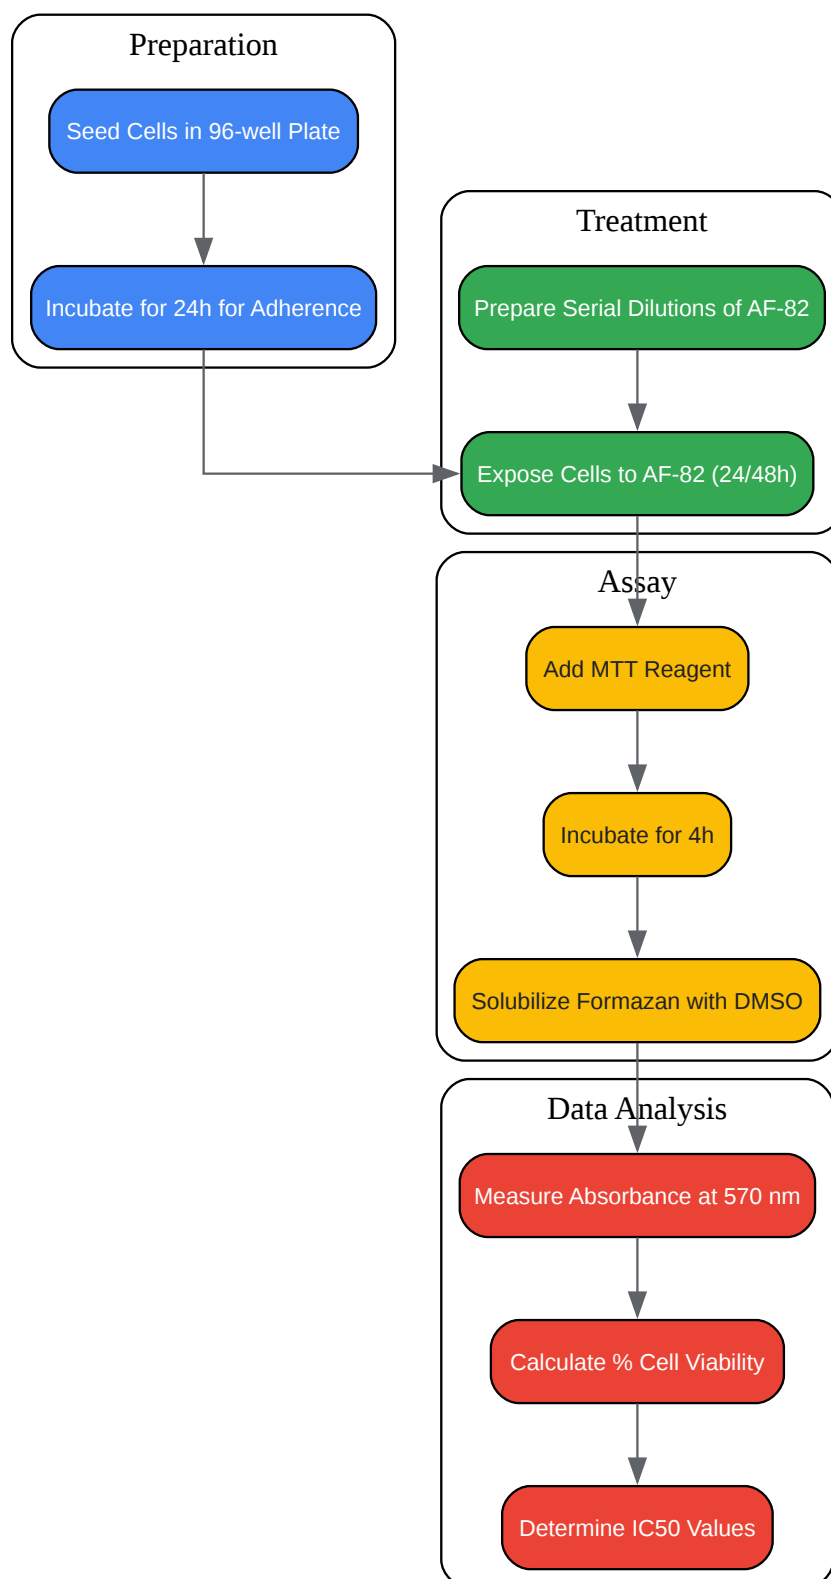 Preparation
Seed Cells in 96-well Plate
Incubate for 24h for Adherence
Treatment
Prepare Serial Dilutions of AF-82
Expose Cells to AF-82 (24/48h)
Assay
Add MTT Reagent
Incubate for 4h
Solubilize Formazan with DMSO
Data Analysis
Measure Absorbance at 570 nm
Calculate % Cell Viability
Determine IC50 Values